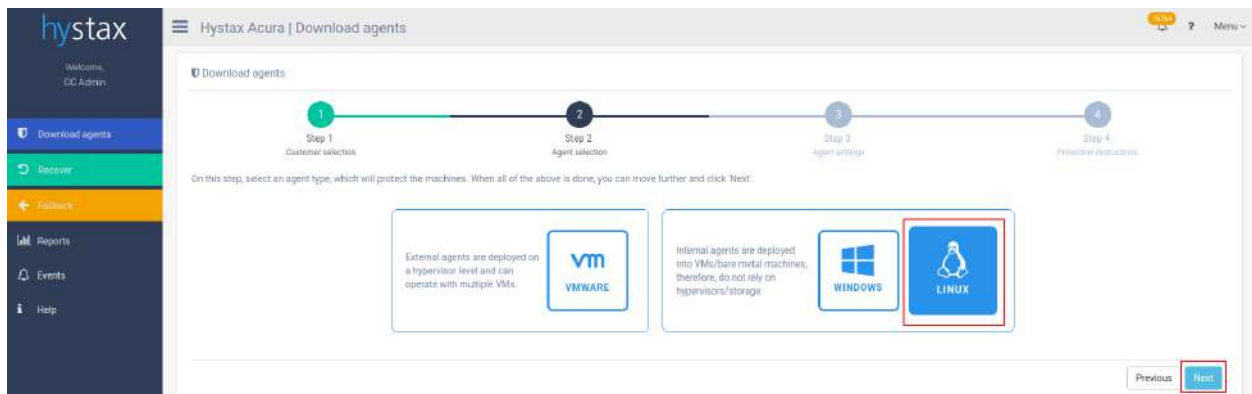 hystax
Hystax Acura | Download agents
? Menu
Welcome,
CC Admin
Download agents
Download agents
1
2
3
4
Step 1
Step 2
Step 3
Step 4
Customer selection
Agent selection
Agent settings
Protection instructions
On this step, select an agent type, which will protect the machines. When all of the above is done, you can move further and click 'Next'.
Recover
Failback
Reports
Events
Help
External agents are deployed on
a hypervisor level and can
operate with multiple VMs.
vm
VMWARE
Internal agents are deployed
into VMs/bare metal machines,
therefore, do not rely on
hypervisors/storage.
WINDOWS
LINUX
Previous
Next